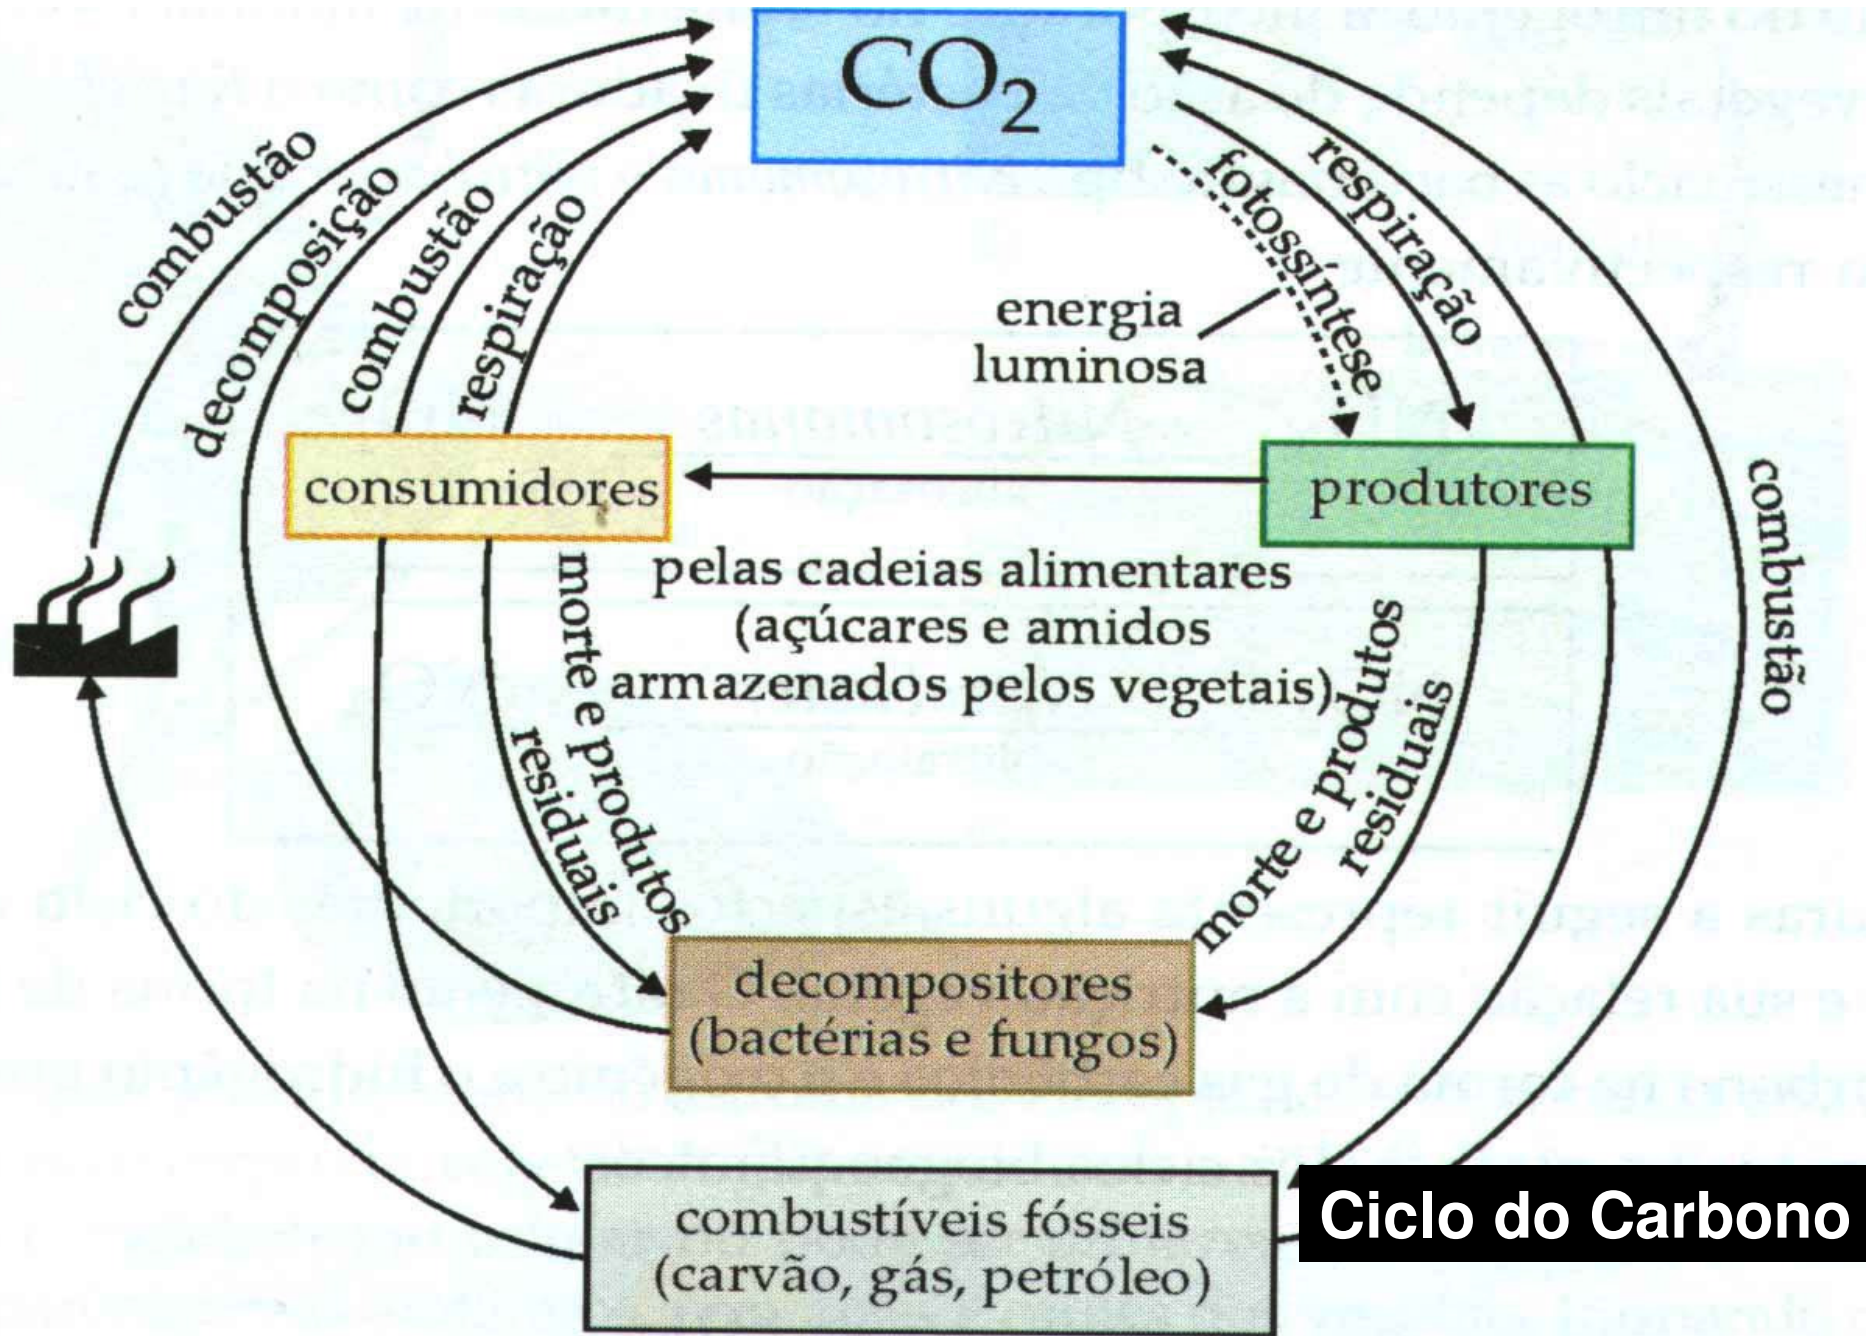 CO₂
combustão
decomposição
combustão
respiração
fotossíntese
respiração
energia
luminosa
combustão
consumidores
produtores
pelas cadeias alimentares
(açúcares e amidos
armazenados pelos vegetais)
morte e produtos
residuais
morte e produtos
residuais
decompositores
(bactérias e fungos)
combustíveis fósseis
(carvão, gás, petróleo)
Ciclo do Carbono